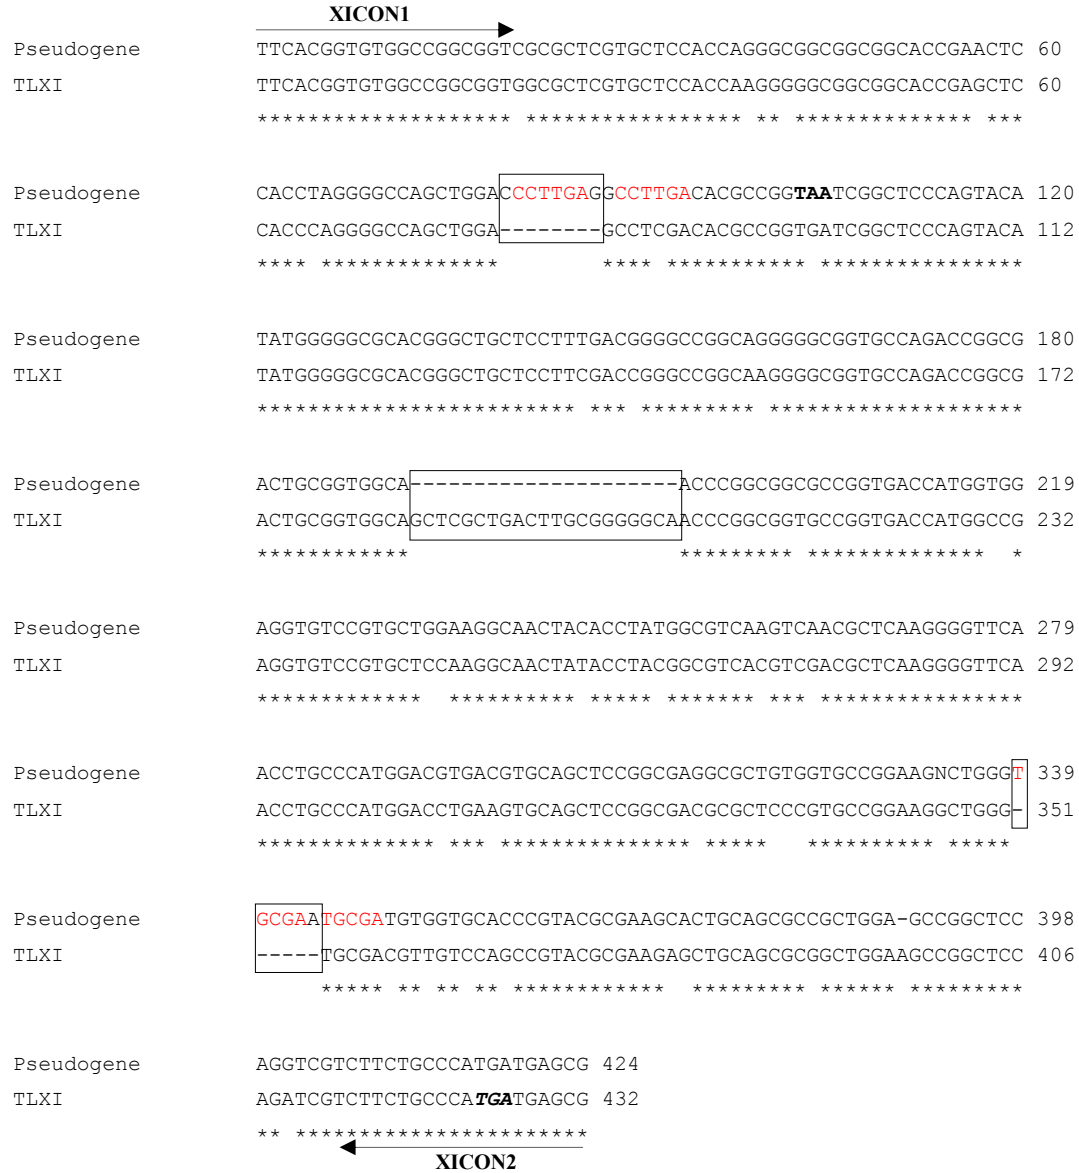 XICON1
Pseudogene TTCACGGTGTGGCCGGCGGTCGCGCTCGTGCTCCACCAGGGCGGCGGCGGCACCGAACTC 60
TLXI TTCACGGTGTGGCCGGCGGTGGCGCTCGTGCTCCACCAAGGGGGCGGCGGCACCGAGCTC 60
******************** ***************** ** ************** ***
Pseudogene CACCTAGGGGCCAGCTGGACCCTTGAGGCCTTGACACGCCGGTAATCGGCTCCCAGTACA 120
TLXI CACCCAGGGGCCAGCTGGA--------GCCTCGACACGCCGGTGATCGGCTCCCAGTACA 112
**** **************        **** *********** ****************
Pseudogene TATGGGGGCGCACGGGCTGCTCCTTTGACGGGGCCGGCAGGGGGCGGTGCCAGACCGGCG 180
TLXI TATGGGGGCGCACGGGCTGCTCCTTCGACCGGGCCGGCAAGGGGCGGTGCCAGACCGGCG 172
************************* *** ********* ********************
Pseudogene ACTGCGGTGGCA---------------------ACCCGGCGGCGCCGGTGACCATGGTGG 219
TLXI ACTGCGGTGGCAGCTCGCTGACTTGCGGGGGCAACCCGGCGGTGCCGGTGACCATGGCCG 232
************                     ********* **************  *
Pseudogene AGGTGTCCGTGCTGGAAGGCAACTACACCTATGGCGTCAAGTCAACGCTCAAGGGGTTCA 279
TLXI AGGTGTCCGTGCTCCAAGGCAACTATACCTACGGCGTCACGTCGACGCTCAAGGGGTTCA 292
*************  ********** ***** ******* *** ****************
Pseudogene ACCTGCCCATGGACGTGACGTGCAGCTCCGGCGAGGCGCTGTGGTGCCGGAAGNCTGGGT 339
TLXI ACCTGCCCATGGACCTGAAGTGCAGCTCCGGCGACGCGCTCCCGTGCCGGAAGGCTGGG- 351
************** *** *************** *****   ********** *****
Pseudogene GCGAATGCGATGTGGTGCACCCGTACGCGAAGCACTGCAGCGCCGCTGGA-GCCGGCTCC 398
TLXI -----TGCGACGTTGTCCAGCCGTACGCGAAGAGCTGCAGCGCGGCTGGAAGCCGGCTCC 406
***** ** ** ** ************  ********* ****** *********
Pseudogene AGGTCGTCTTCTGCCCATGATGAGCG 424
TLXI AGATCGTCTTCTGCCCATGATGAGCG 432
** ***********************
XICON2